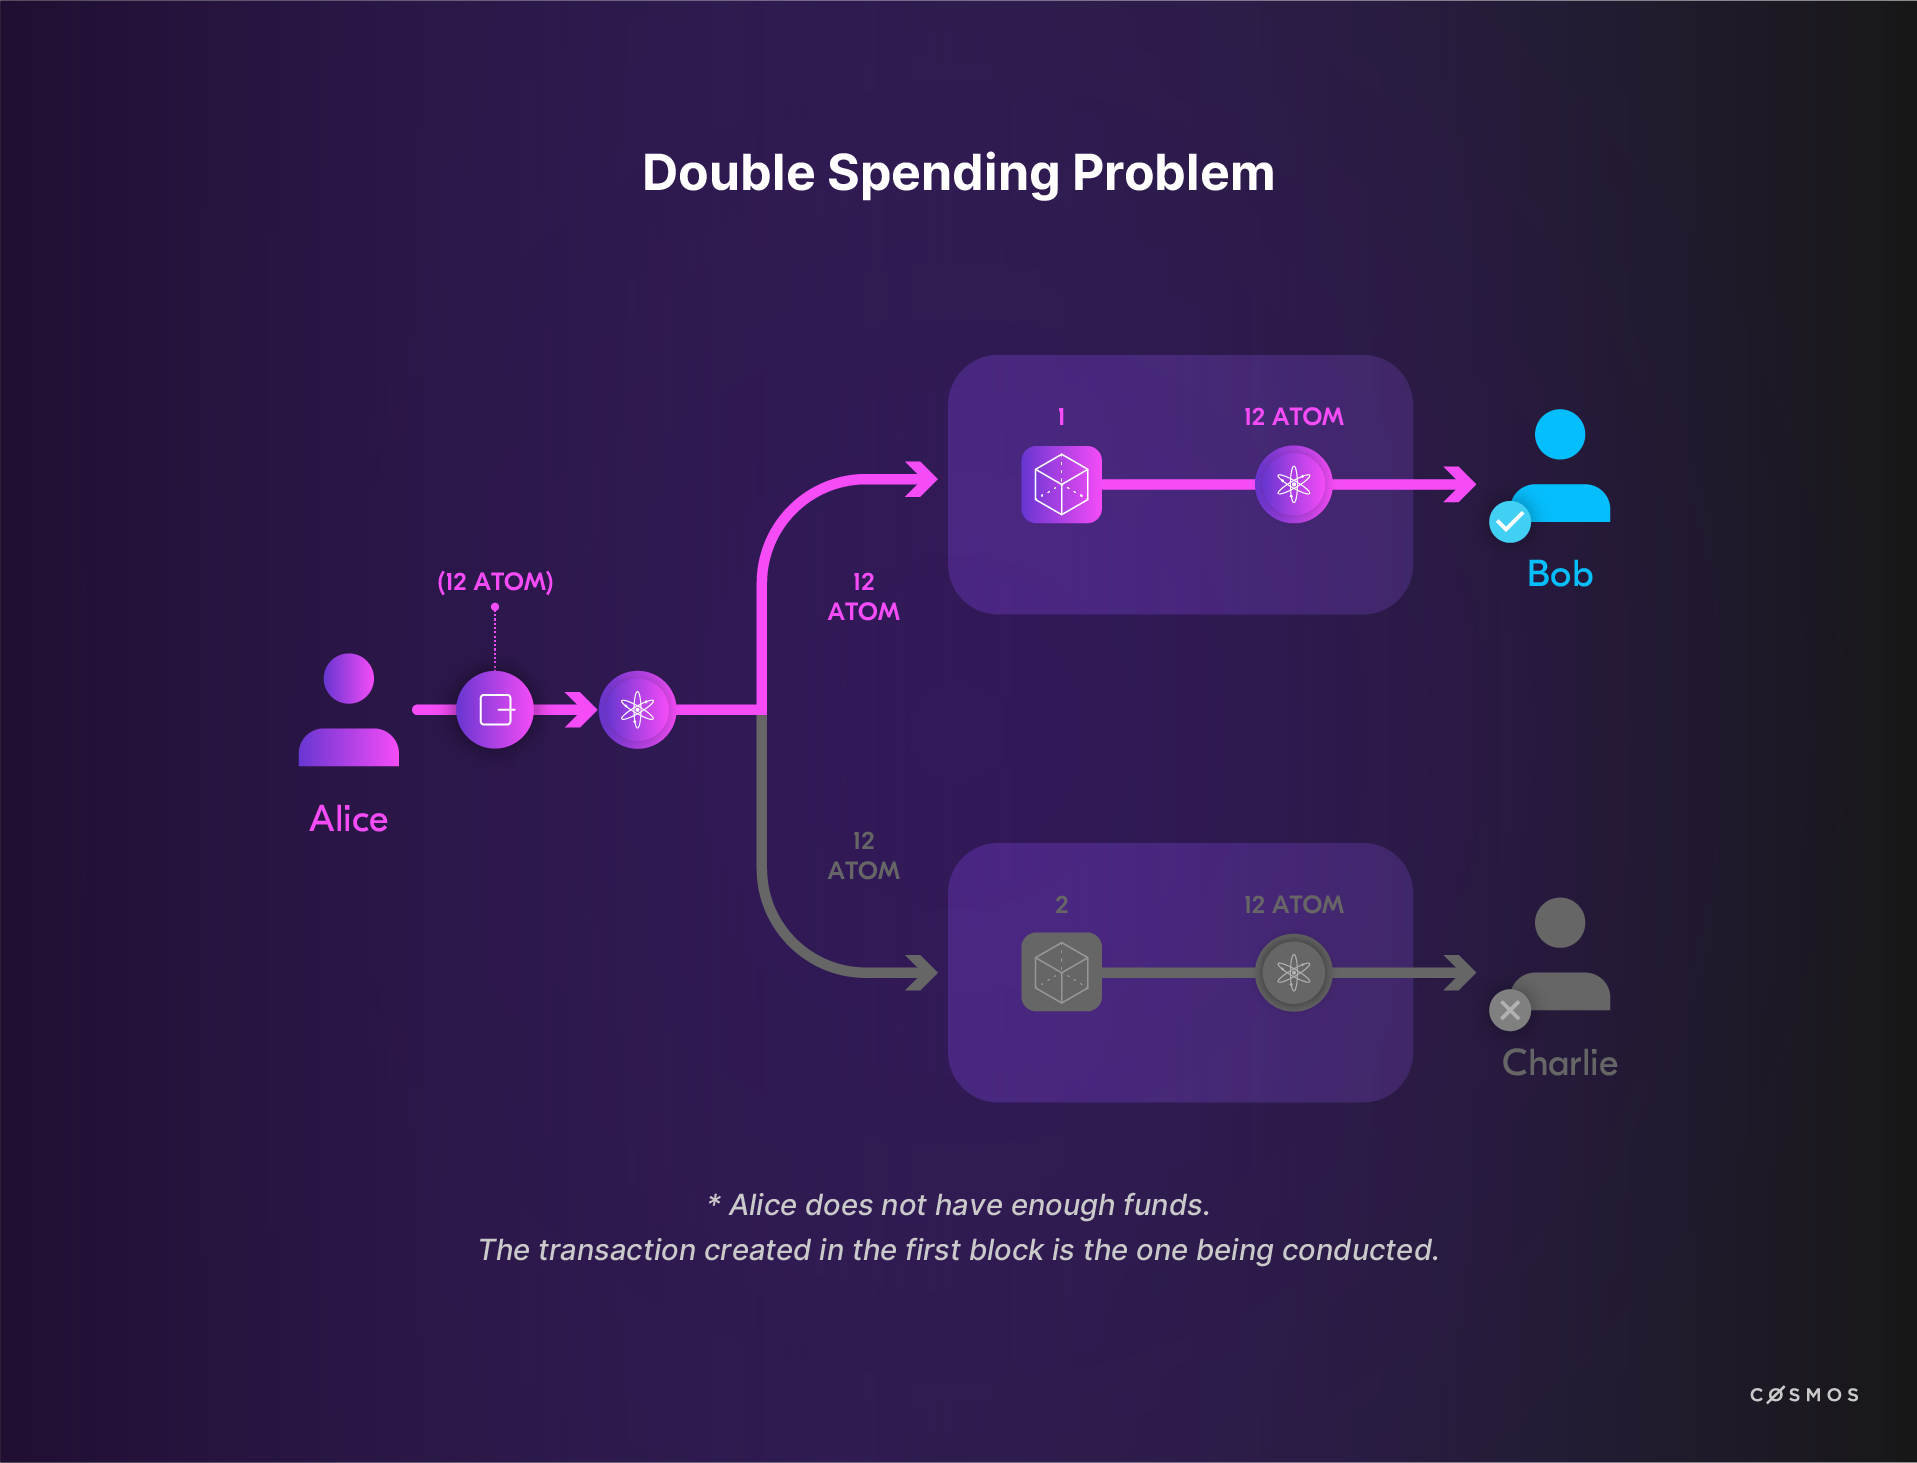 Double Spending Problem
1
12 ATOM
Bob
(12 ATOM)
12
ATOM
Alice
12
ATOM
2
12 ATOM
Charlie
* Alice does not have enough funds.
The transaction created in the first block is the one being conducted.
CØSMOS